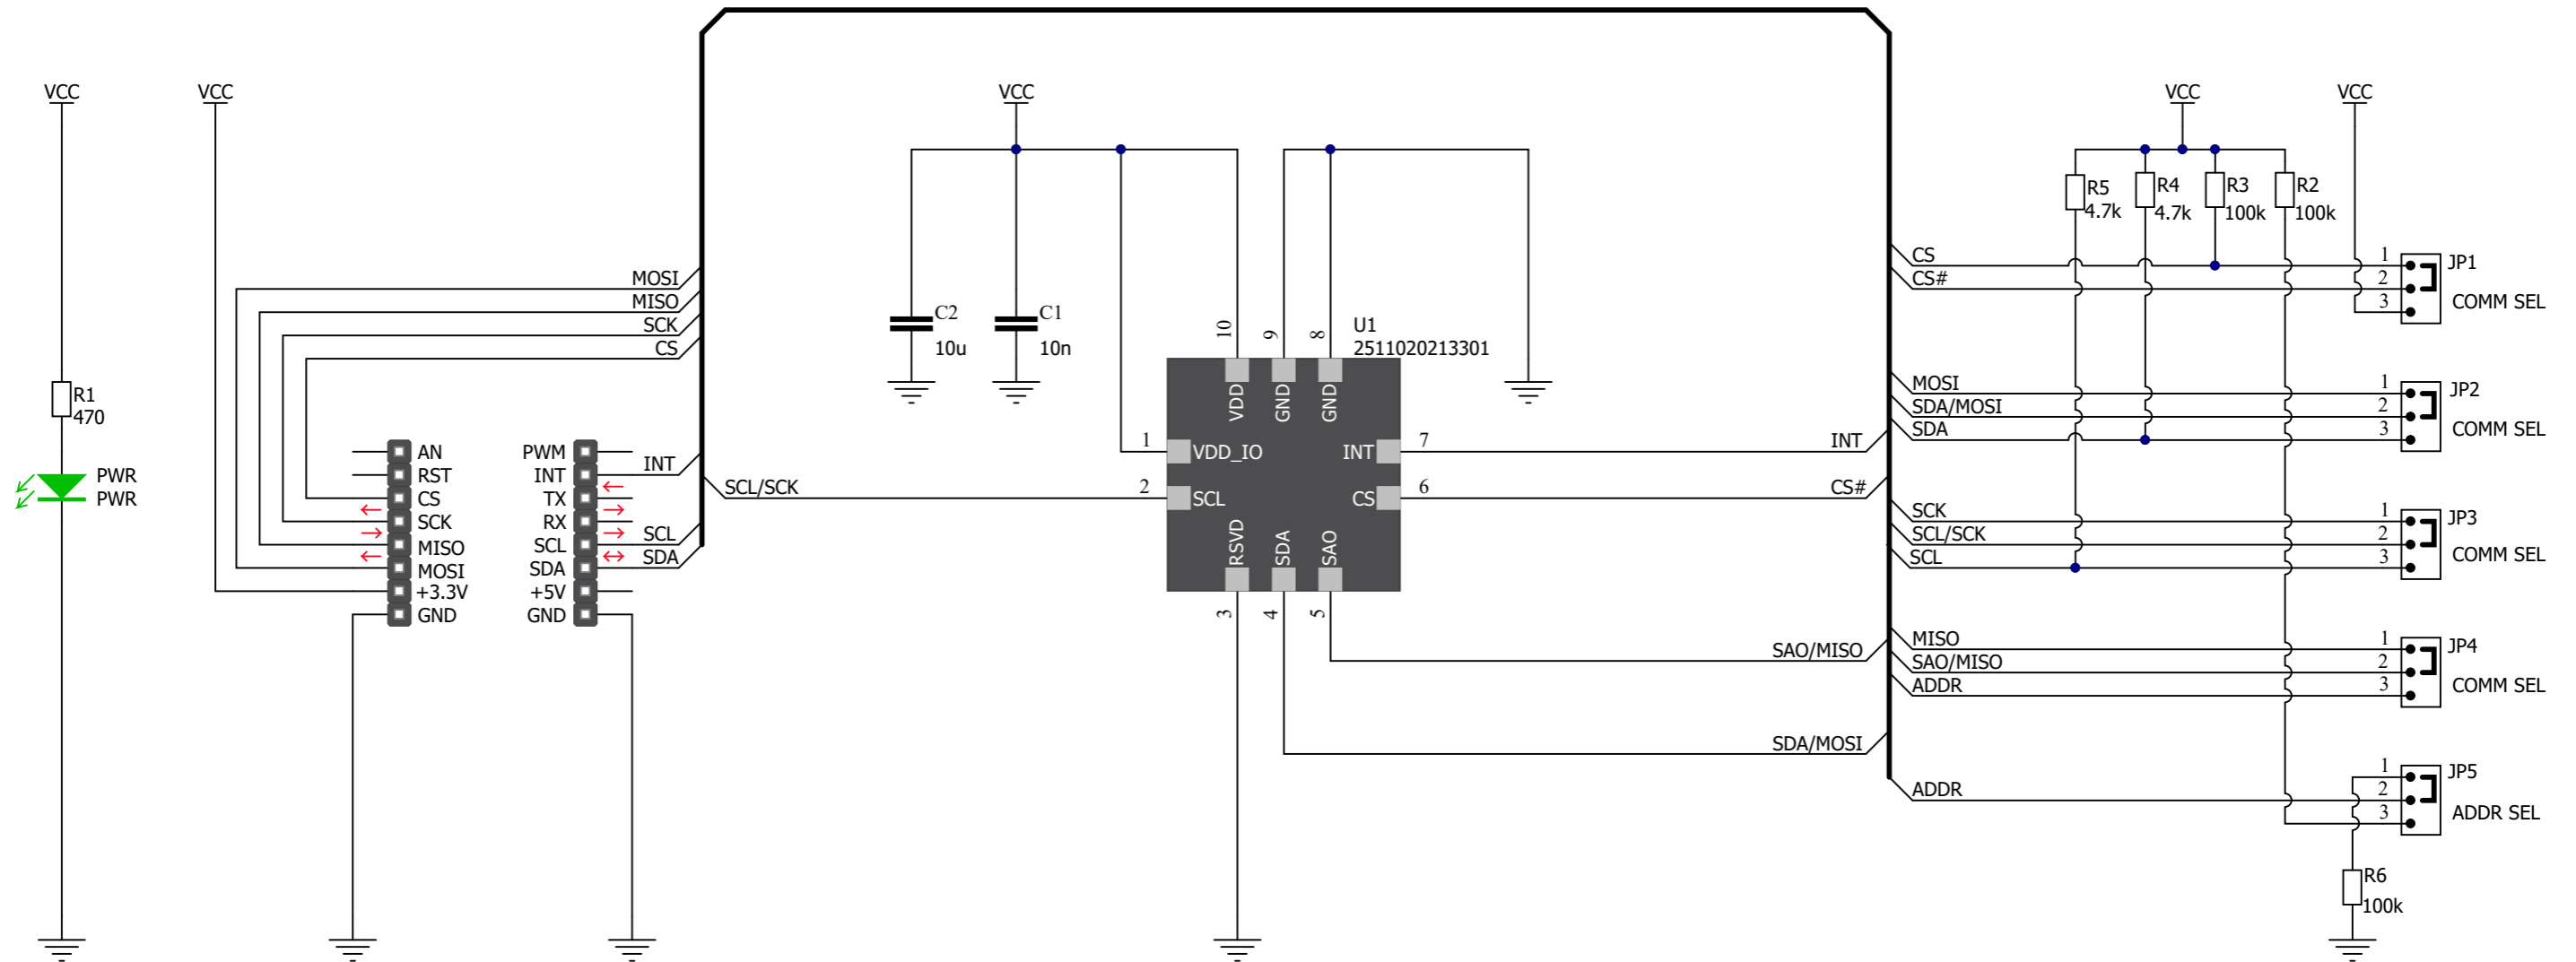 VCC
R1
470
PWR
PWR
VCC
MOSI
MISO
SCK
CS
AN
RST
CS
SCK
MISO
MOSI
+3.3V
GND
PWM
INT
TX
RX
SCL
SDA
+5V
GND
INT
SCL
SDA
SCL/SCK
VCC
C2
10u
C1
10n
U1
2511020213301
10
9
8
VDD
GND
GND
1
VDD_IO
2
SCL
INT
7
INT
CS
6
CS#
RSVD
SDA
SAO
3
4
5
SAO/MISO
SDA/MOSI
VCC
VCC
R5
4.7k
R4
4.7k
R3
100k
R2
100k
CS
CS#
1
2
3
JP1
COMM SEL
MOSI
SDA/MOSI
SDA
1
2
3
JP2
COMM SEL
SCK
SCL/SCK
SCL
1
2
3
JP3
COMM SEL
MISO
SAO/MISO
ADDR
1
2
3
JP4
COMM SEL
ADDR
1
2
3
JP5
ADDR SEL
R6
100k